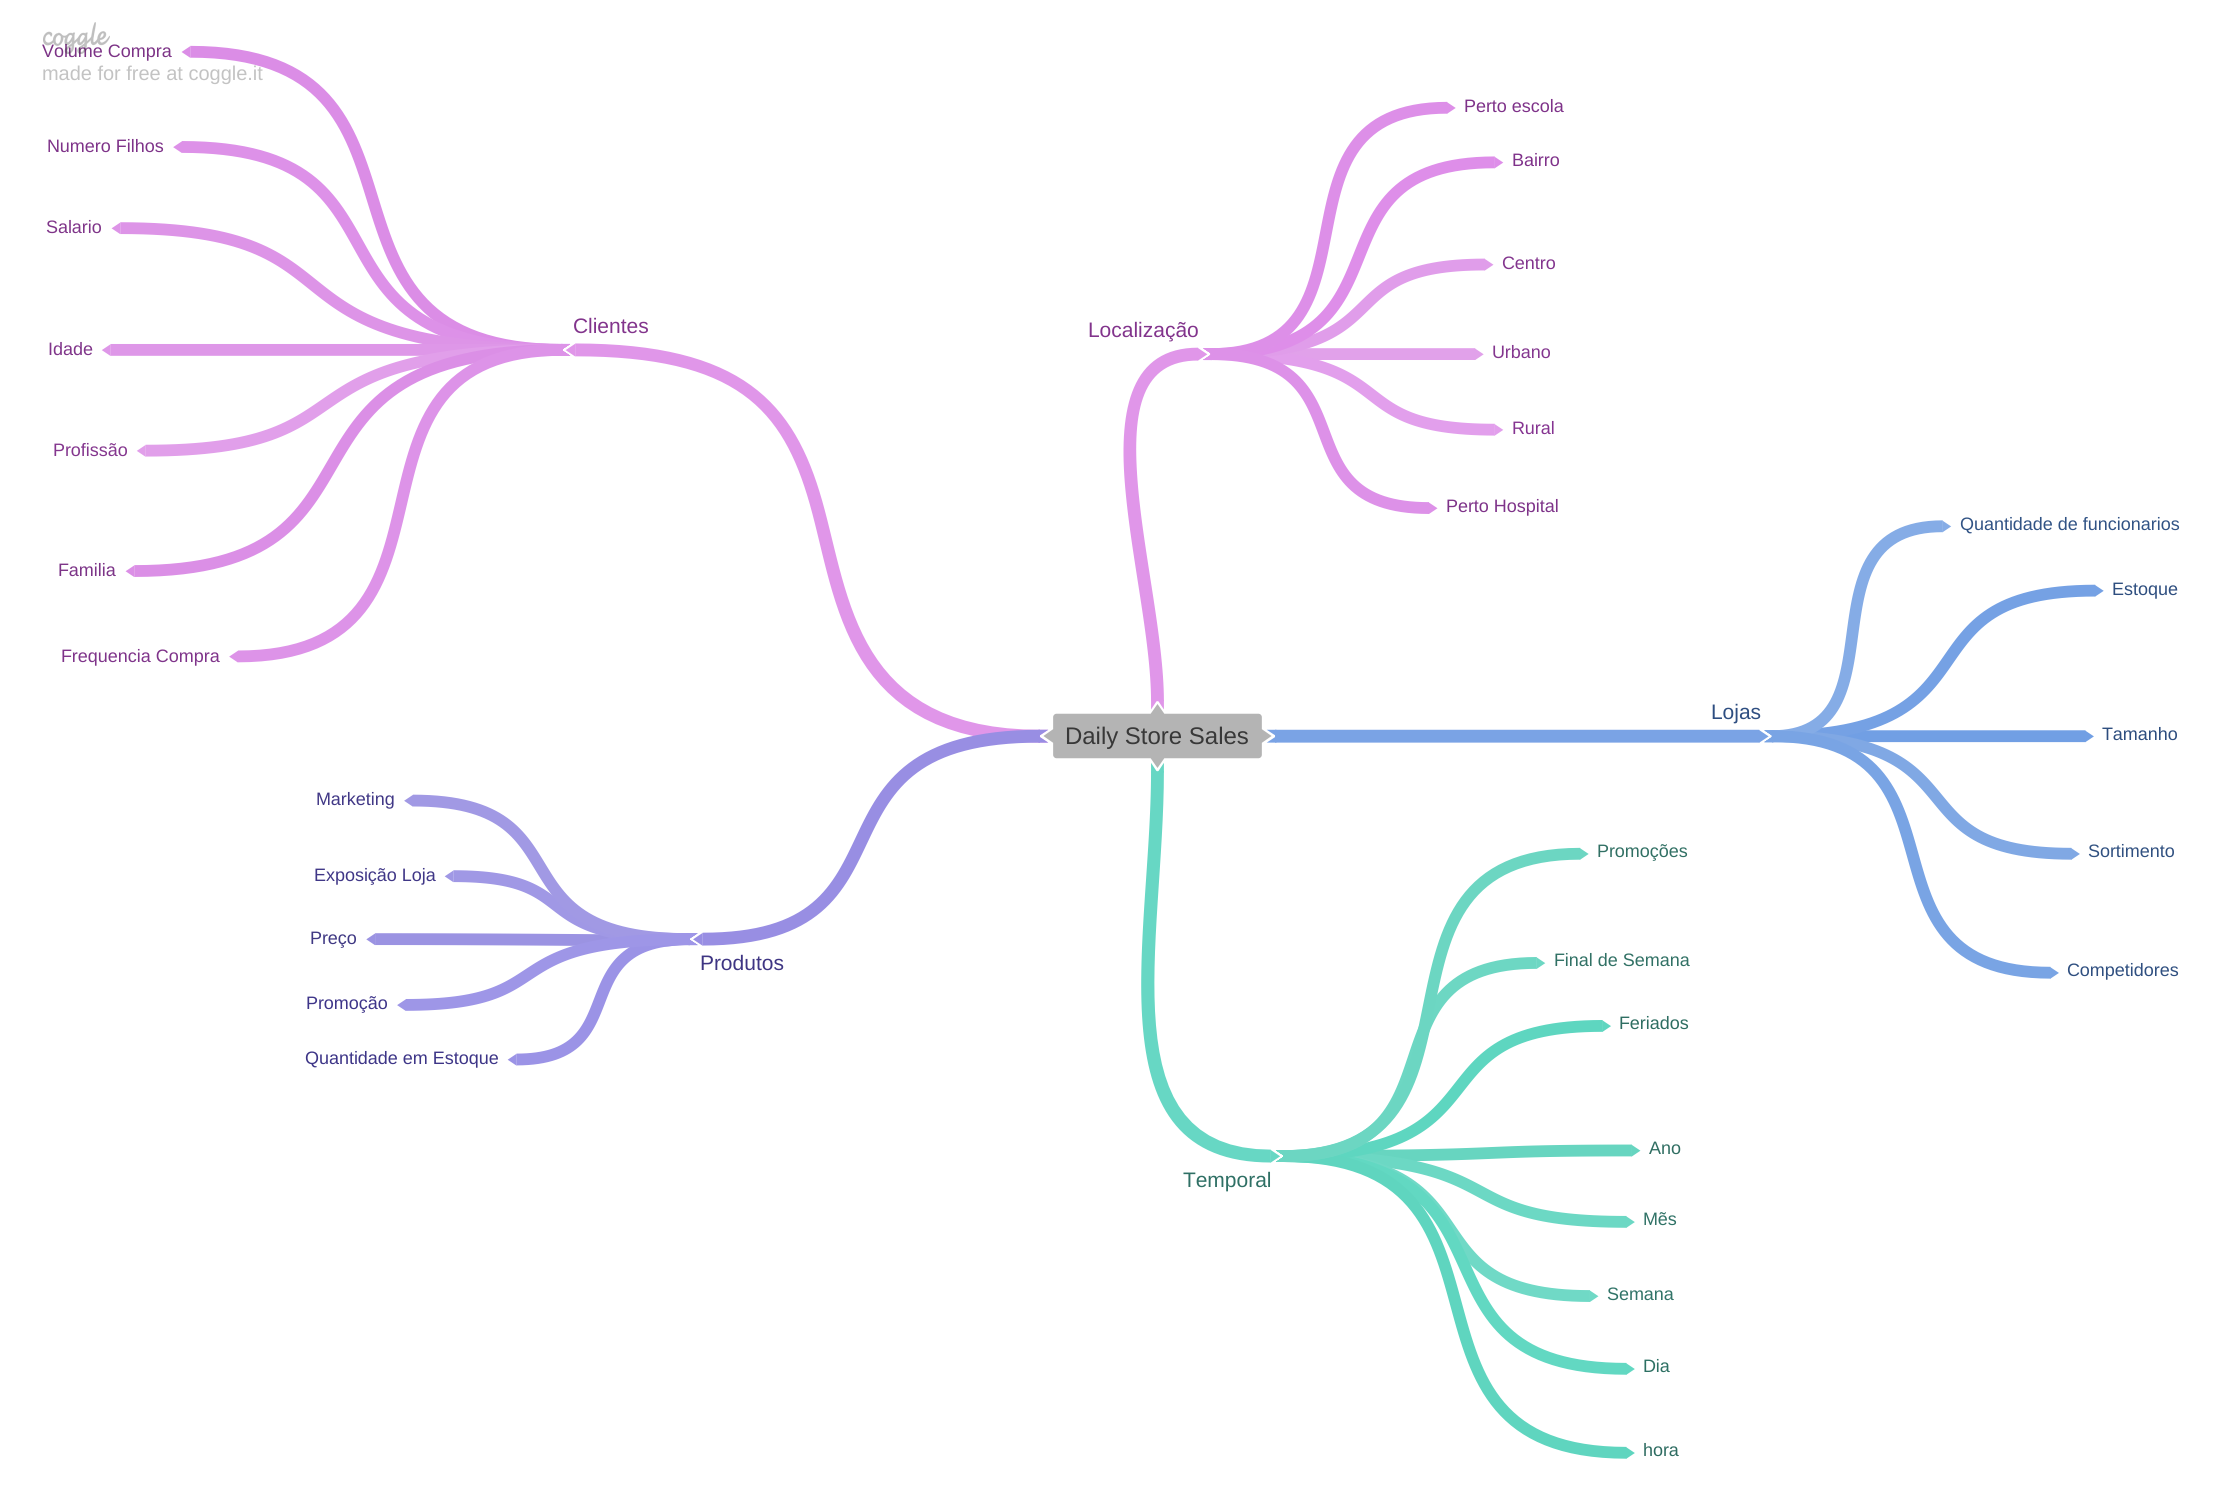 coggle
made for free at coggle.it
Volume Compra
Numero Filhos
Salario
Idade
Profissão
Familia
Frequencia Compra
Clientes
Localização
Perto escola
Bairro
Centro
Urbano
Rural
Perto Hospital
Daily Store Sales
Lojas
Quantidade de funcionarios
Estoque
Tamanho
Sortimento
Competidores
Marketing
Exposição Loja
Preço
Promoção
Quantidade em Estoque
Produtos
Temporal
Promoções
Final de Semana
Feriados
Ano
Mẽs
Semana
Dia
hora